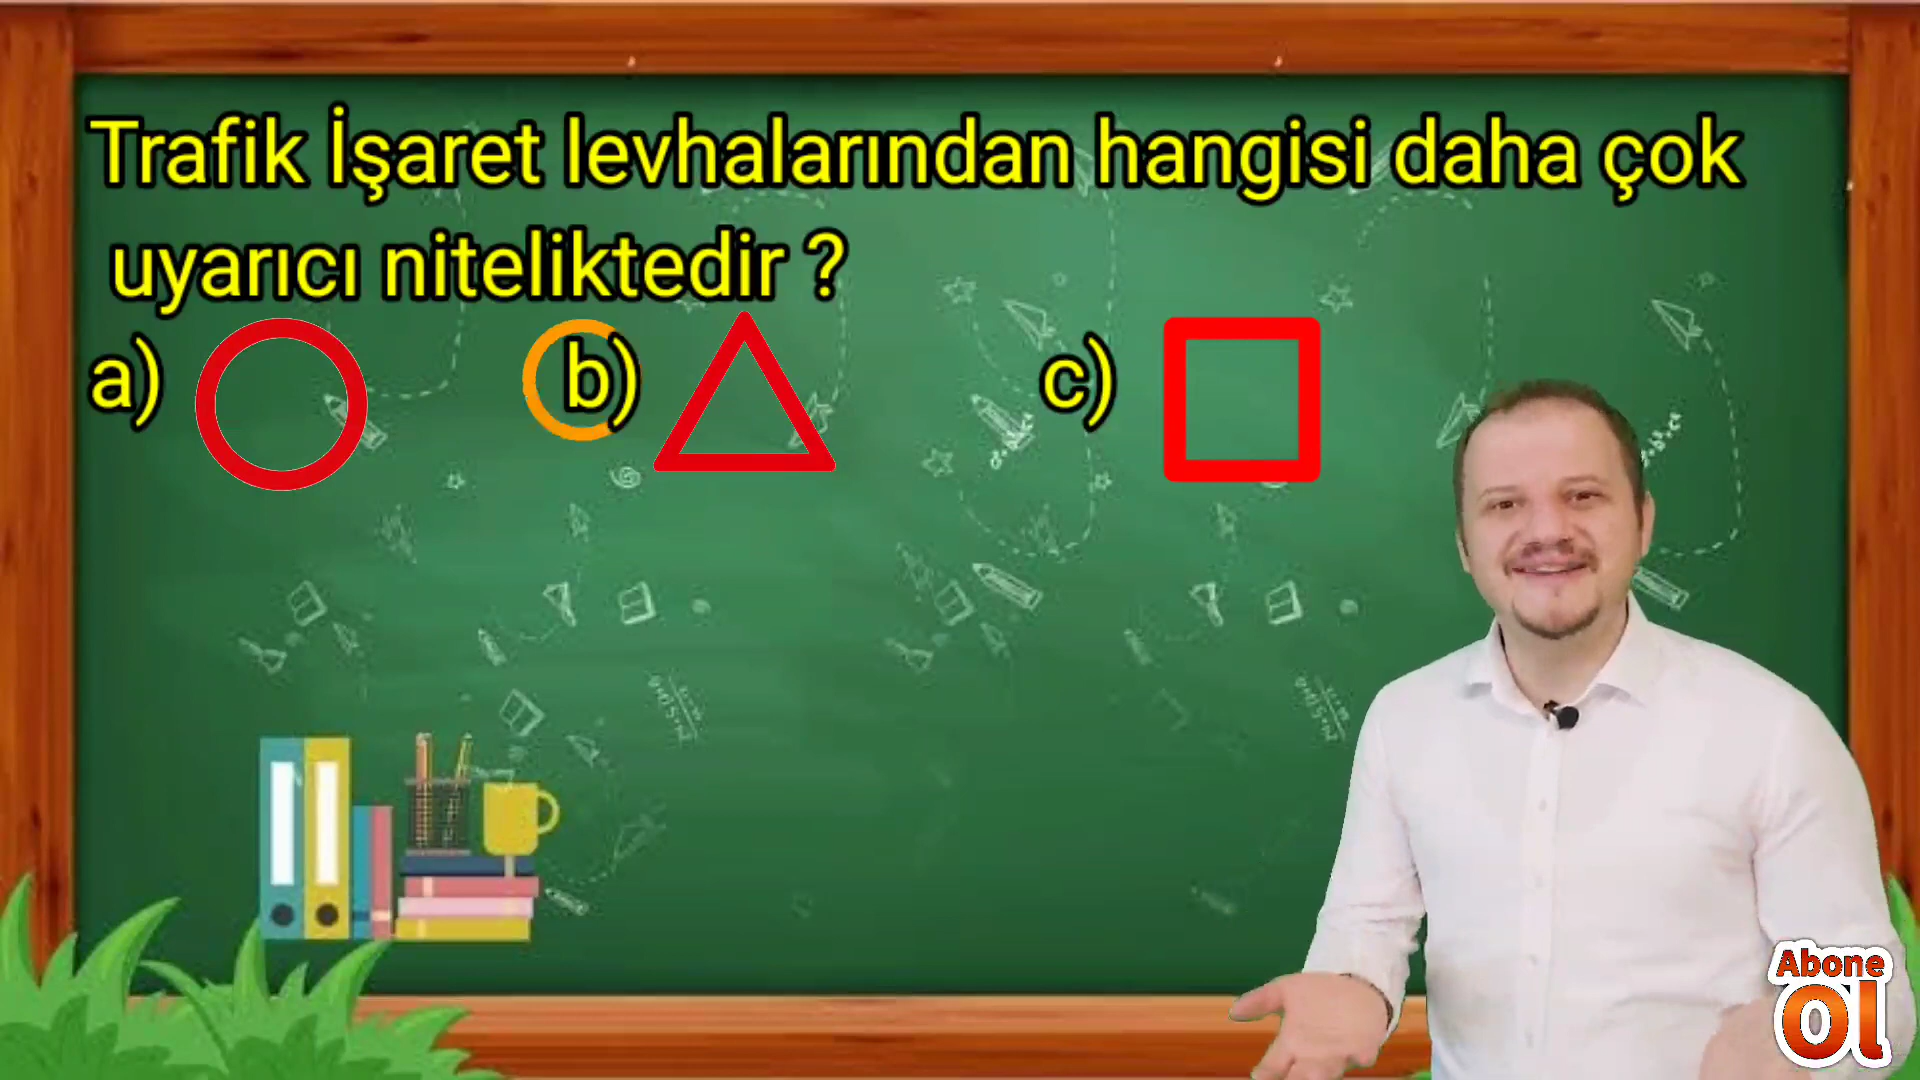 Trafik İşaret levhalarından hangisi daha çok
uyarıcı niteliktedir ?
a) b) c)
Abone
Ol